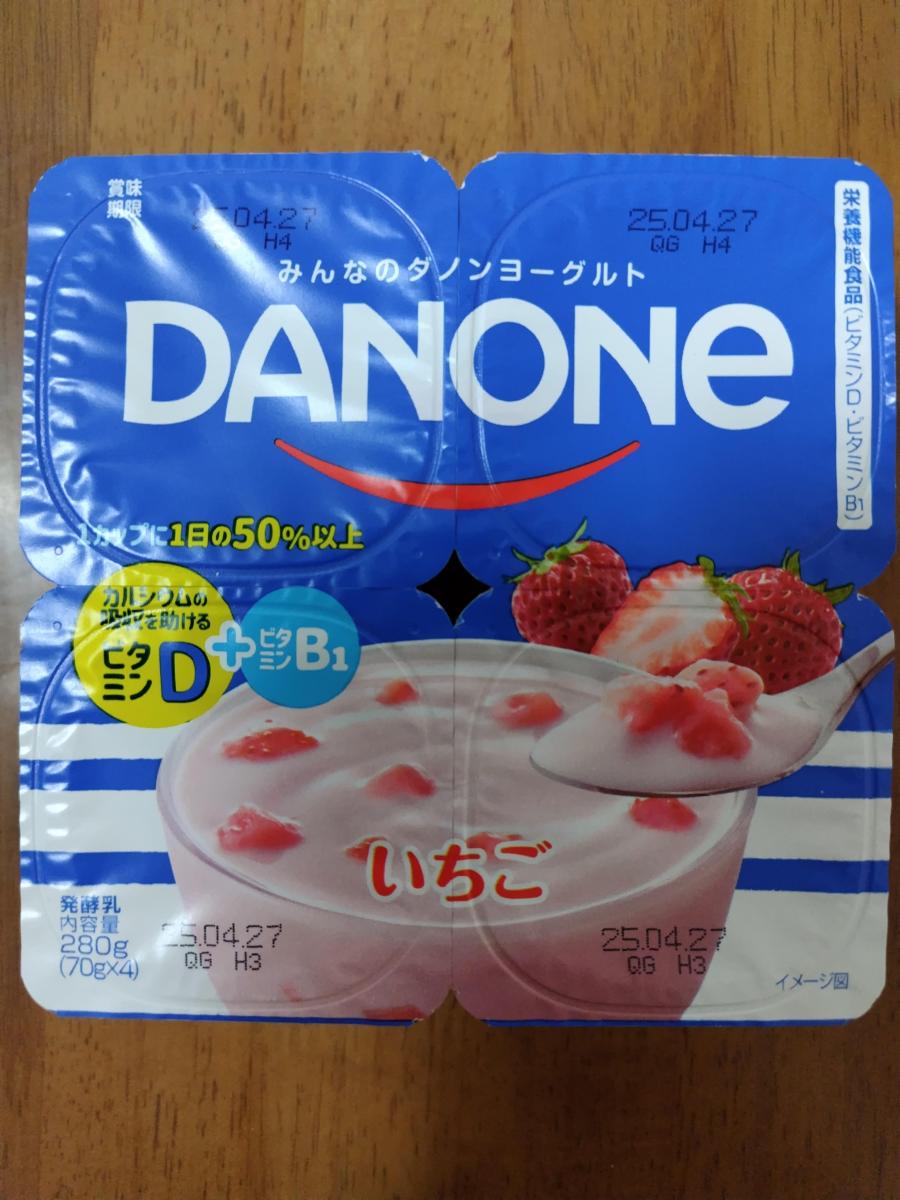 賞味
期限
25.04.27
H4
25.04.27
QG H4
みんなのダノンヨーグルト
DANONE
栄養機能食品(ビタミンD・ビタミンB1)
1カップに1日の50%以上
カルシウムの
吸収を助ける
ビタミンD
+
ビタミンB1
いちご
発酵乳
内容量
280g
(70g×4)
25.04.27
QG H3
25.04.27
QG H3
イメージ図